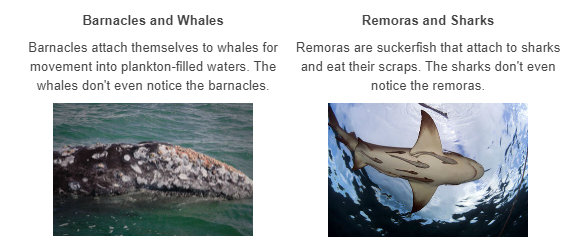 Barnacles and Whales
Barnacles attach themselves to whales for
movement into plankton-filled waters. The
whales don't even notice the barnacles.
Remoras and Sharks
Remoras are suckerfish that attach to sharks
and eat their scraps. The sharks don't even
notice the remoras.